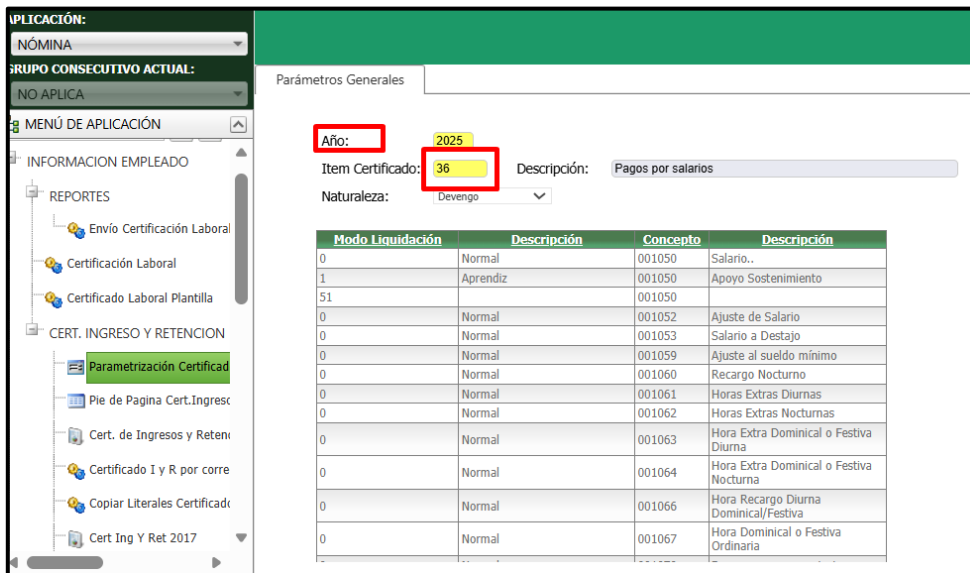 APLICACIÓN:
NÓMINA
GRUPO CONSECUTIVO ACTUAL:
NO APLICA
MENÚ DE APLICACIÓN
INFORMACION EMPLEADO
REPORTES
Envío Certificación Laboral
Certificación Laboral
Certificado Laboral Plantilla
CERT. INGRESO Y RETENCION
Parametrización Certificad
Pie de Pagina Cert.Ingreso
Cert. de Ingresos y Reten
Certificado I y R por corre
Copiar Literales Certificado
Cert Ing Y Ret 2017
Parámetros Generales
Año: 2025
Item Certificado: 36 Descripción: Pagos por salarios
Naturaleza: Devengo
Modo Liquidación Descripción Concepto Descripción
0 Normal 001050 Salario..
1 Aprendiz 001050 Apoyo Sostenimiento
51 001050
0 Normal 001052 Ajuste de Salario
0 Normal 001053 Salario a Destajo
0 Normal 001059 Ajuste al sueldo mínimo
0 Normal 001060 Recargo Nocturno
0 Normal 001061 Horas Extras Diurnas
0 Normal 001062 Horas Extras Nocturnas
0 Normal 001063 Hora Extra Dominical o Festiva
Diurna
0 Normal 001064 Hora Extra Dominical o Festiva
Nocturna
0 Normal 001066 Hora Recargo Diurna
Dominical/Festiva
0 Normal 001067 Hora Dominical o Festiva
Ordinaria